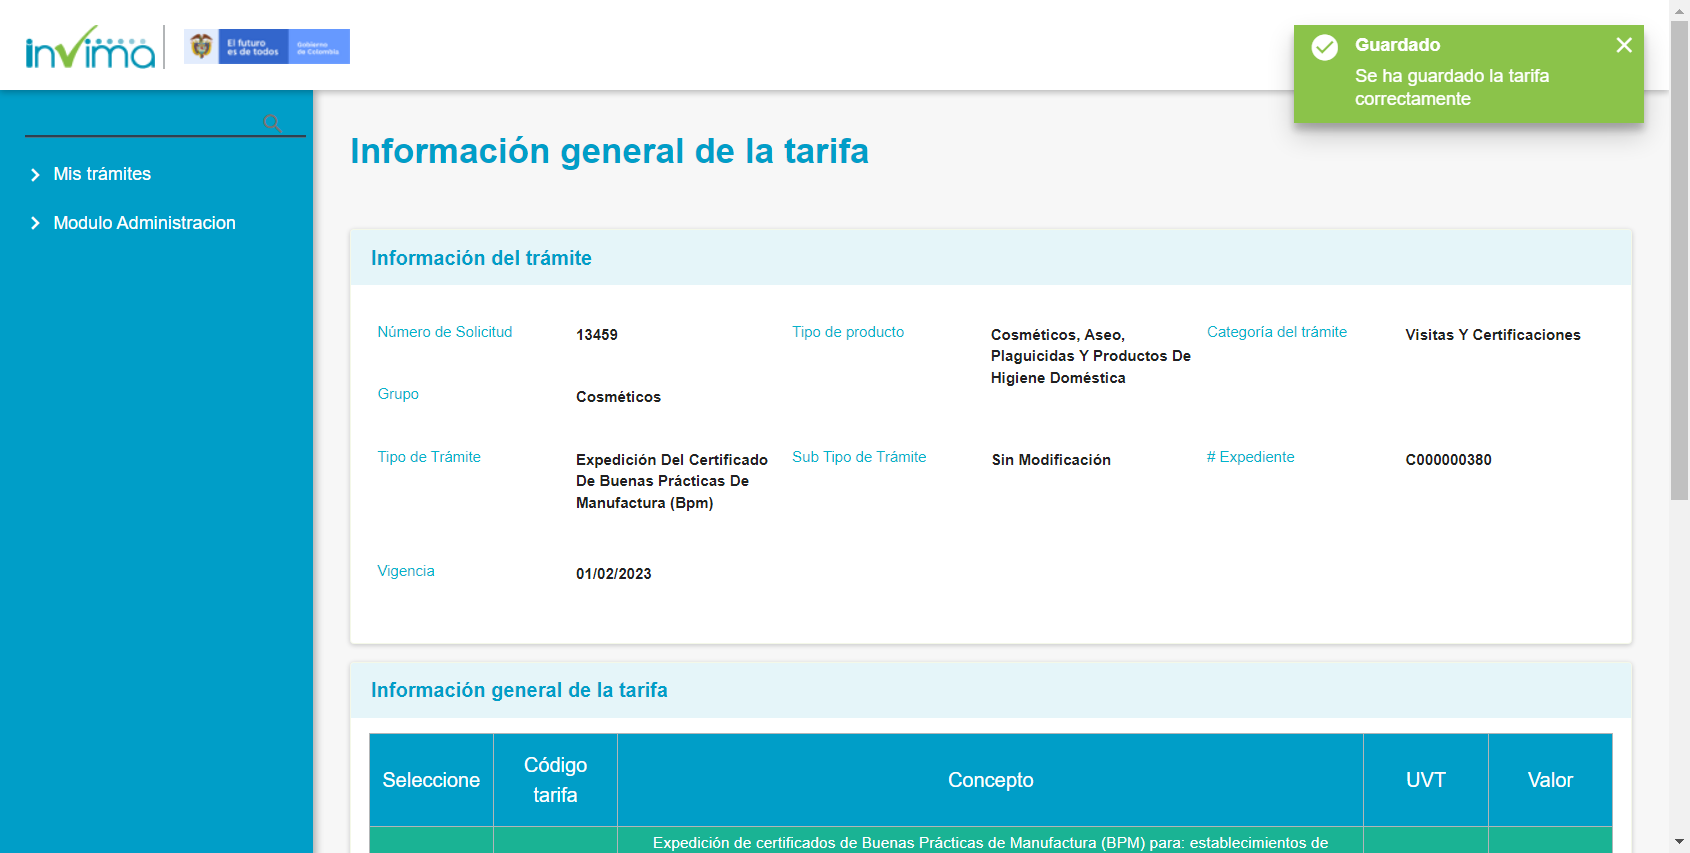 invima
El futuro
es de todos
Gobierno
de Colombia
Guardado
Se ha guardado la tarifa
correctamente
Mis trámites
Modulo Administracion
Información general de la tarifa
Información del trámite
Número de Solicitud
13459
Tipo de producto
Cosméticos, Aseo,
Plaguicidas Y Productos De
Higiene Doméstica
Categoría del trámite
Visitas Y Certificaciones
Grupo
Cosméticos
Tipo de Trámite
Expedición Del Certificado
De Buenas Prácticas De
Manufactura (Bpm)
Sub Tipo de Trámite
Sin Modificación
# Expediente
C000000380
Vigencia
01/02/2023
Información general de la tarifa
Seleccione
Código
tarifa
Concepto
UVT
Valor
Expedición de certificados de Buenas Prácticas de Manufactura (BPM) para: establecimientos de